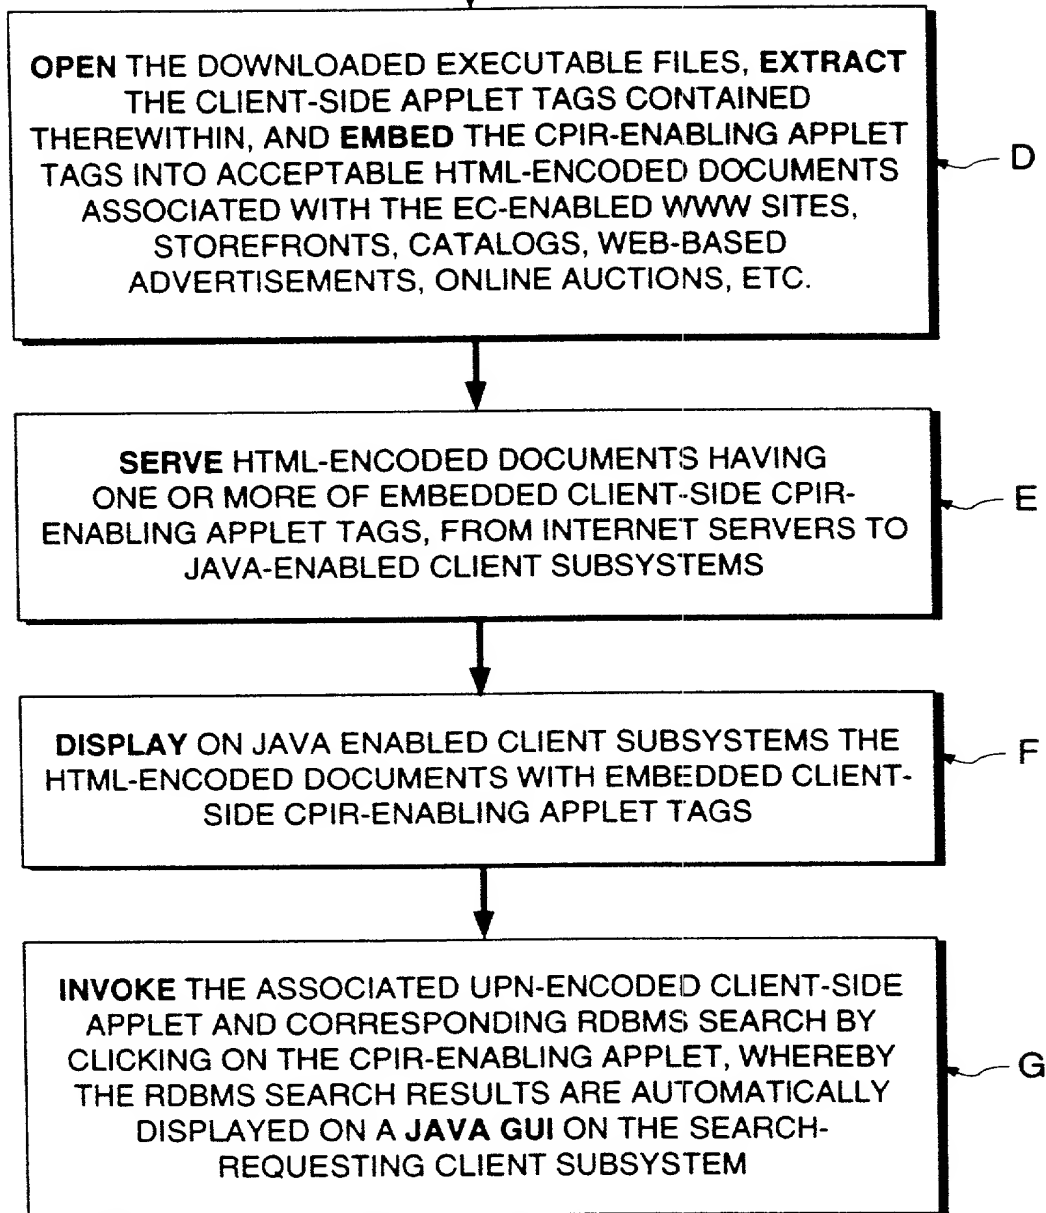 OPEN THE DOWNLOADED EXECUTABLE FILES, EXTRACT
THE CLIENT-SIDE APPLET TAGS CONTAINED
THEREWITHIN, AND EMBED THE CPIR-ENABLING APPLET
TAGS INTO ACCEPTABLE HTML-ENCODED DOCUMENTS
ASSOCIATED WITH THE EC-ENABLED WWW SITES,
STOREFRONTS, CATALOGS, WEB-BASED
ADVERTISEMENTS, ONLINE AUCTIONS, ETC.
D
SERVE HTML-ENCODED DOCUMENTS HAVING
ONE OR MORE OF EMBEDDED CLIENT-SIDE CPIR-
ENABLING APPLET TAGS, FROM INTERNET SERVERS TO
JAVA-ENABLED CLIENT SUBSYSTEMS
E
DISPLAY ON JAVA ENABLED CLIENT SUBSYSTEMS THE
HTML-ENCODED DOCUMENTS WITH EMBEDDED CLIENT-
SIDE CPIR-ENABLING APPLET TAGS
F
INVOKE THE ASSOCIATED UPN-ENCODED CLIENT-SIDE
APPLET AND CORRESPONDING RDBMS SEARCH BY
CLICKING ON THE CPIR-ENABLING APPLET, WHEREBY
THE RDBMS SEARCH RESULTS ARE AUTOMATICALLY
DISPLAYED ON A JAVA GUI ON THE SEARCH-
REQUESTING CLIENT SUBSYSTEM
G